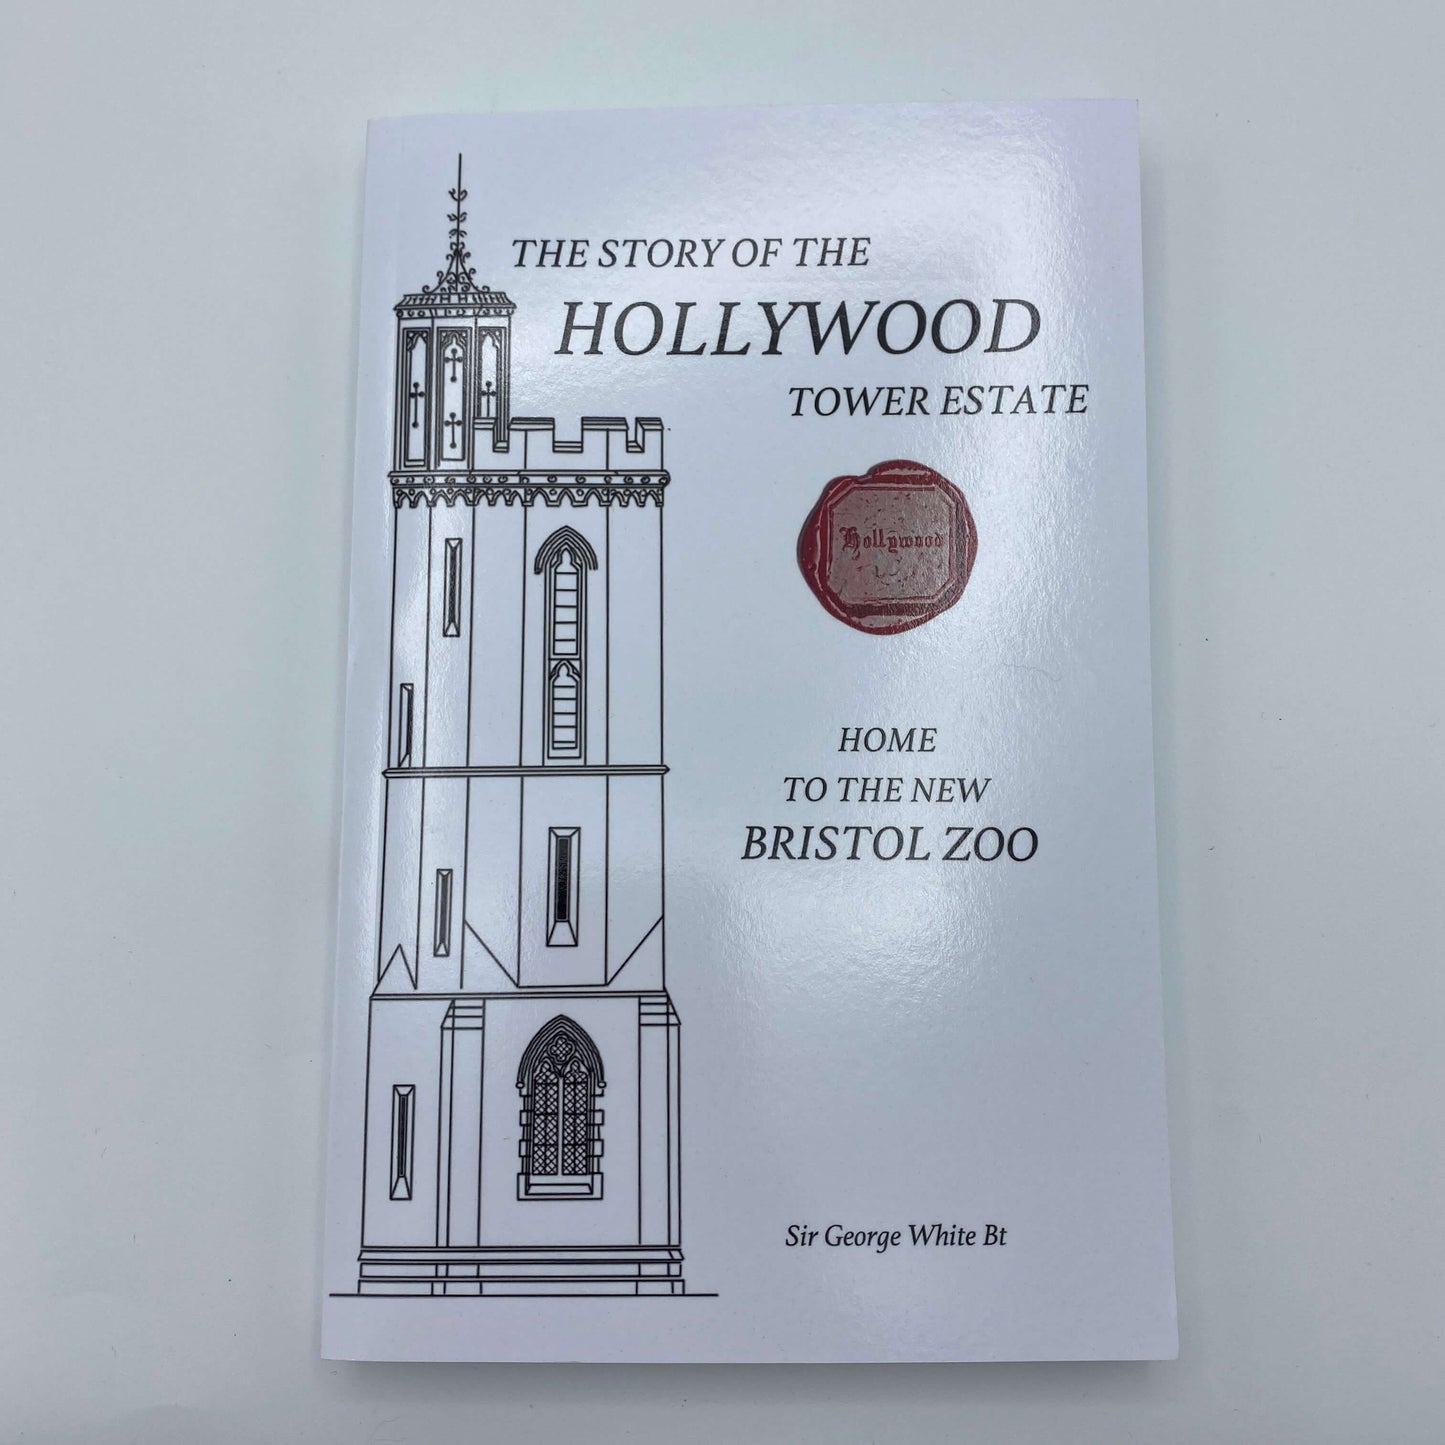 THE STORY OF THE
HOLLYWOOD
TOWER ESTATE
Hollywood
HOME
TO THE NEW
BRISTOL ZOO
Sir George White Bt